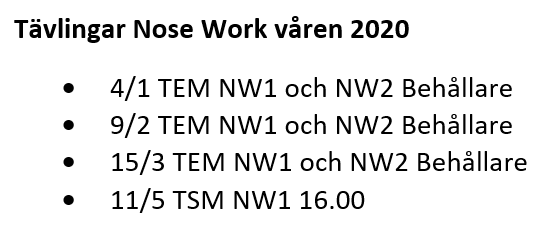 Tävlingar Nose Work våren 2020
• 4/1 TEM NW1 och NW2 Behållare
• 9/2 TEM NW1 och NW2 Behållare
• 15/3 TEM NW1 och NW2 Behållare
• 11/5 TSM NW1 16.00